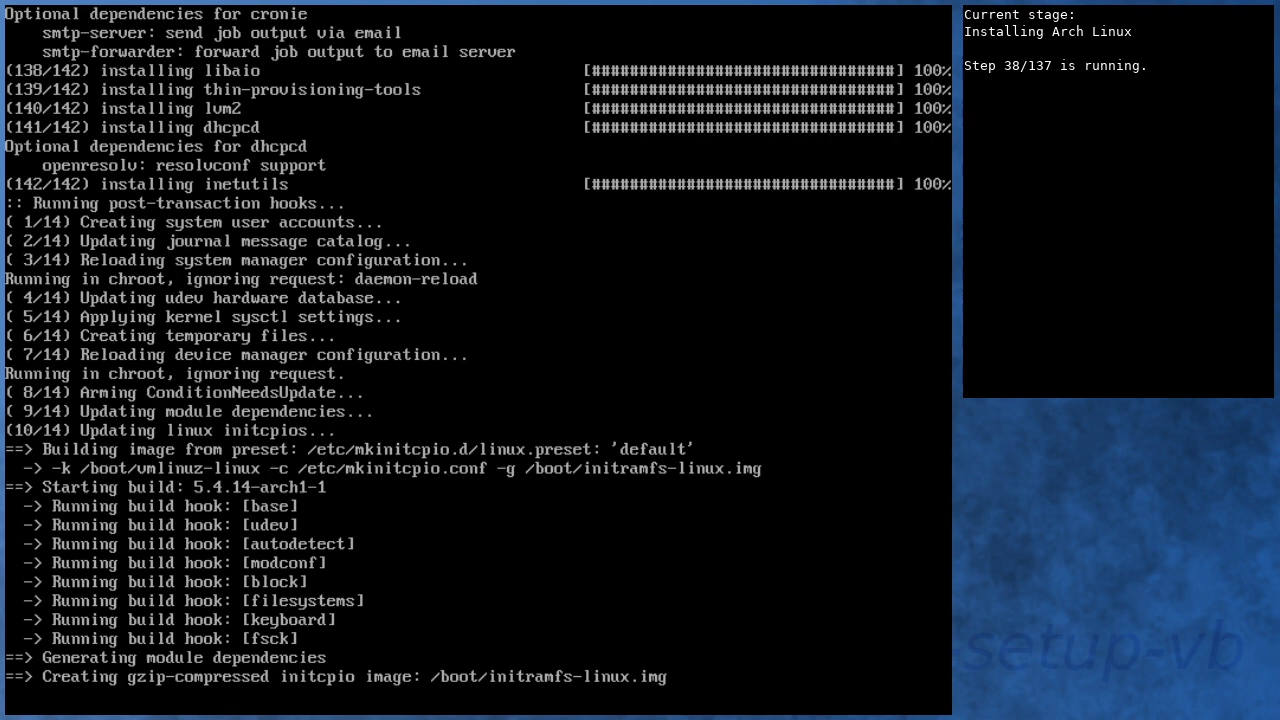 Optional dependencies for cronie
    smtp-server: send job output via email
    smtp-forwarder: forward job output to email server
(138/142) installing libaio [################################] 100%
(139/142) installing thin-provisioning-tools [################################] 100%
(140/142) installing lvm2 [################################] 100%
(141/142) installing dhcpcd [################################] 100%
Optional dependencies for dhcpcd
    openresolv: resolvconf support
(142/142) installing inetutils [################################] 100%
:: Running post-transaction hooks...
( 1/14) Creating system user accounts...
( 2/14) Updating journal message catalog...
( 3/14) Reloading system manager configuration...
Running in chroot, ignoring request: daemon-reload
( 4/14) Updating udev hardware database...
( 5/14) Applying kernel sysctl settings...
( 6/14) Creating temporary files...
( 7/14) Reloading device manager configuration...
Running in chroot, ignoring request.
( 8/14) Arming ConditionNeedsUpdate...
( 9/14) Updating module dependencies...
(10/14) Updating linux initcpios...
==> Building image from preset: /etc/mkinitcpio.d/linux.preset: 'default'
  -> -k /boot/vmlinuz-linux -c /etc/mkinitcpio.conf -g /boot/initramfs-linux.img
==> Starting build: 5.4.14-arch1-1
  -> Running build hook: [base]
  -> Running build hook: [udev]
  -> Running build hook: [autodetect]
  -> Running build hook: [modconf]
  -> Running build hook: [block]
  -> Running build hook: [filesystems]
  -> Running build hook: [keyboard]
  -> Running build hook: [fsck]
==> Generating module dependencies
==> Creating gzip-compressed initcpio image: /boot/initramfs-linux.img
Current stage:
Installing Arch Linux
Step 38/137 is running.
setup-vb